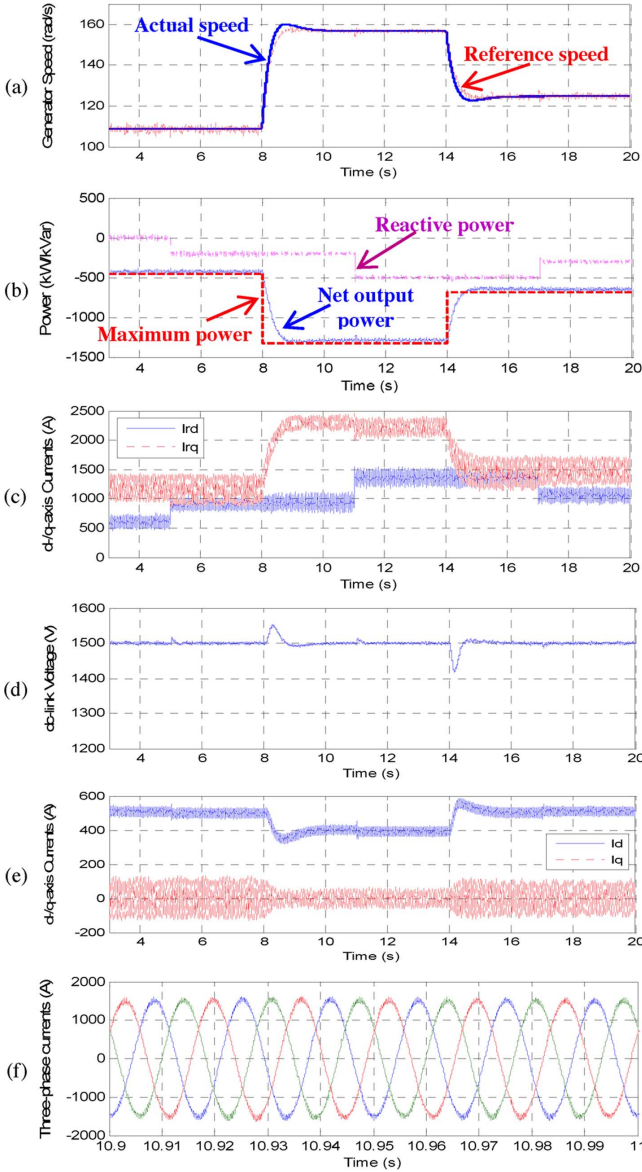 (a)
Generator Speed (rad/s)
160
140
120
100
Actual speed
Reference speed
4 6 8 10 12 14 16 18 20
Time (s)
(b)
Power (kW/kVar)
500
0
-500
-1000
-1500
Reactive power
Net output
power
Maximum power
4 6 8 10 12 14 16 18 20
Time (s)
(c)
d-/q-axis Currents (A)
2500
2000
1500
1000
500
0
Ird
Irq
4 6 8 10 12 14 16 18 20
Time (s)
(d)
dc-link Voltage (V)
1600
1500
1400
1300
1200
4 6 8 10 12 14 16 18 20
Time (s)
(e)
d-/q-axis Currents (A)
600
400
200
0
-200
Id
Iq
4 6 8 10 12 14 16 18 20
Time (s)
(f)
Three-phase currents (A)
2000
1000
0
-1000
-2000
10.9 10.91 10.92 10.93 10.94 10.95 10.96 10.97 10.98 10.99 11
Time (s)